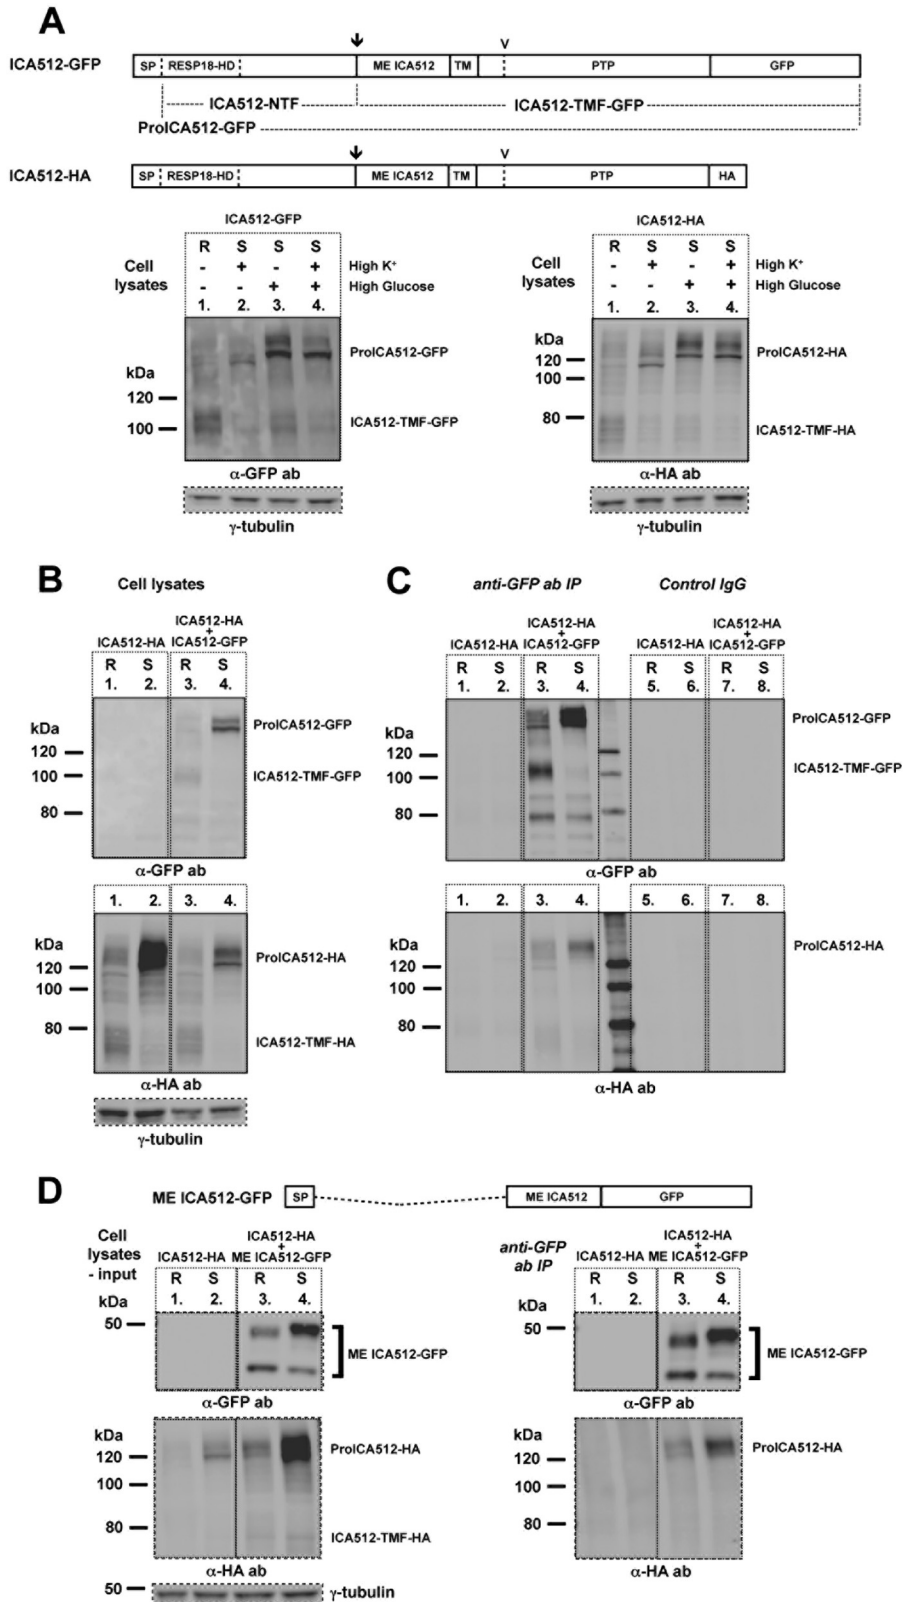 A
ICA512-GFP SP RESP18-HD ME ICA512 TM V PTP GFP
ICA512-NTF ICA512-TMF-GFP
ProICA512-GFP
ICA512-HA SP RESP18-HD ME ICA512 TM V PTP HA
ICA512-GFP
R S S S
Cell lysates
- + - + High K+
- - + + High Glucose
1. 2. 3. 4.
kDa
120
100
ProICA512-GFP
ICA512-TMF-GFP
α-GFP ab
γ-tubulin
ICA512-HA
R S S S
Cell lysates
- + - + High K+
- - + + High Glucose
1. 2. 3. 4.
kDa
120
100
80
ProICA512-HA
ICA512-TMF-HA
α-HA ab
γ-tubulin
B
Cell lysates
ICA512-HA
ICA512-HA + ICA512-GFP
R S R S
1. 2. 3. 4.
kDa
120
100
80
ProICA512-GFP
ICA512-TMF-GFP
α-GFP ab
1. 2. 3. 4.
kDa
120
100
80
ProICA512-HA
ICA512-TMF-HA
α-HA ab
γ-tubulin
C
anti-GFP ab IP Control IgG
ICA512-HA
ICA512-HA + ICA512-GFP
ICA512-HA
ICA512-HA + ICA512-GFP
R S R S R S R S
1. 2. 3. 4. 5. 6. 7. 8.
kDa
120
100
80
ProICA512-GFP
ICA512-TMF-GFP
α-GFP ab
1. 2. 3. 4. 5. 6. 7. 8.
kDa
120
100
80
ProICA512-HA
α-HA ab
D
ME ICA512-GFP SP ME ICA512 GFP
Cell lysates - input
ICA512-HA
ICA512-HA + ME ICA512-GFP
R S R S
1. 2. 3. 4.
kDa
50
ME ICA512-GFP
α-GFP ab
kDa
120
100
80
ProICA512-HA
ICA512-TMF-HA
α-HA ab
50
γ-tubulin
anti-GFP ab IP
ICA512-HA
ICA512-HA + ME ICA512-GFP
R S R S
1. 2. 3. 4.
kDa
50
ME ICA512-GFP
α-GFP ab
kDa
120
100
80
ProICA512-HA
α-HA ab